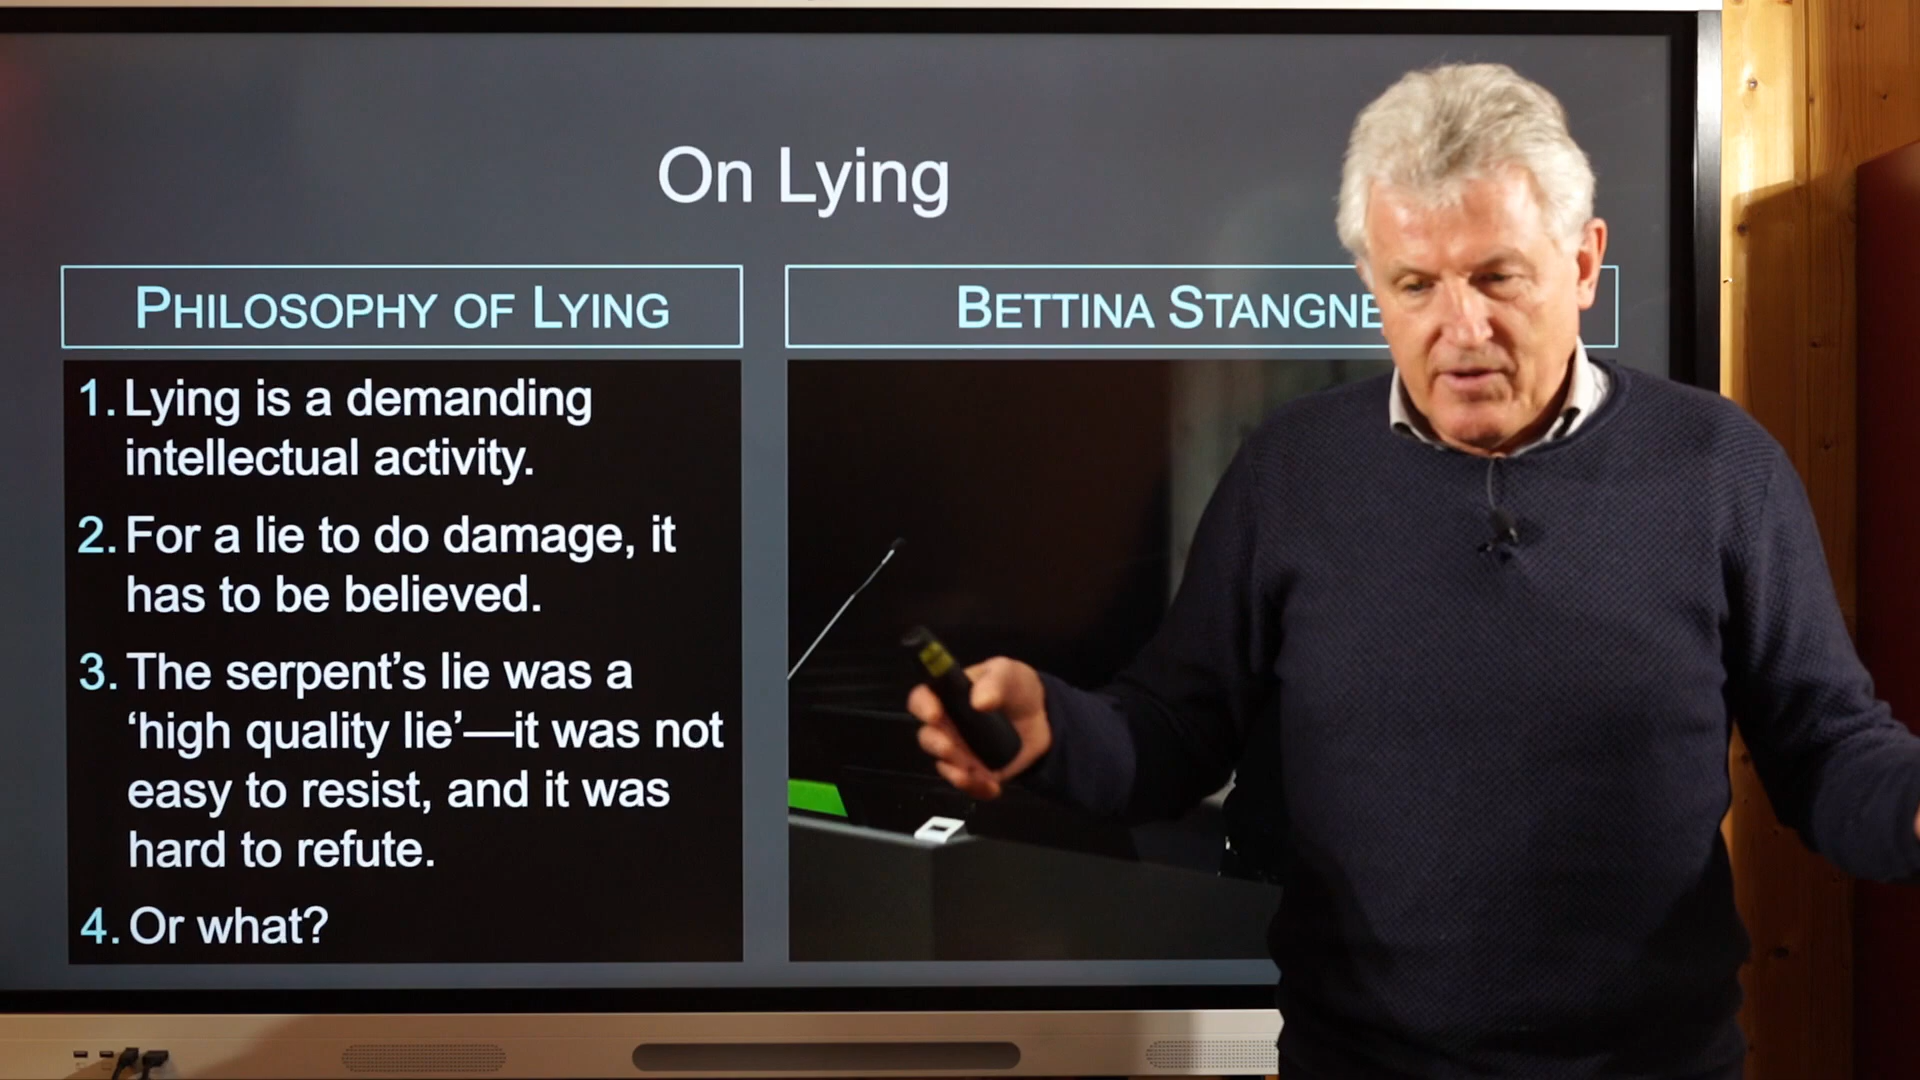 On Lying
PHILOSOPHY OF LYING
BETTINA STANGNE
1. Lying is a demanding
intellectual activity.
2. For a lie to do damage, it
has to be believed.
3. The serpent’s lie was a
‘high quality lie’—it was not
easy to resist, and it was
hard to refute.
4. Or what?